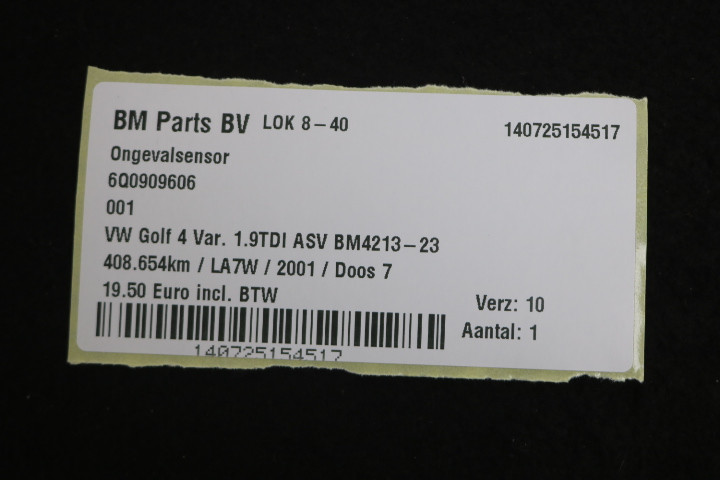 BM Parts BV LOK 8-40 140725154517
Ongevalsensor
6Q0909606
001
VW Golf 4 Var. 1.9TDI ASV BM4213-23
408.654km / LA7W / 2001 / Doos 7
19.50 Euro incl. BTW
Verz: 10
Aantal: 1
140725154517